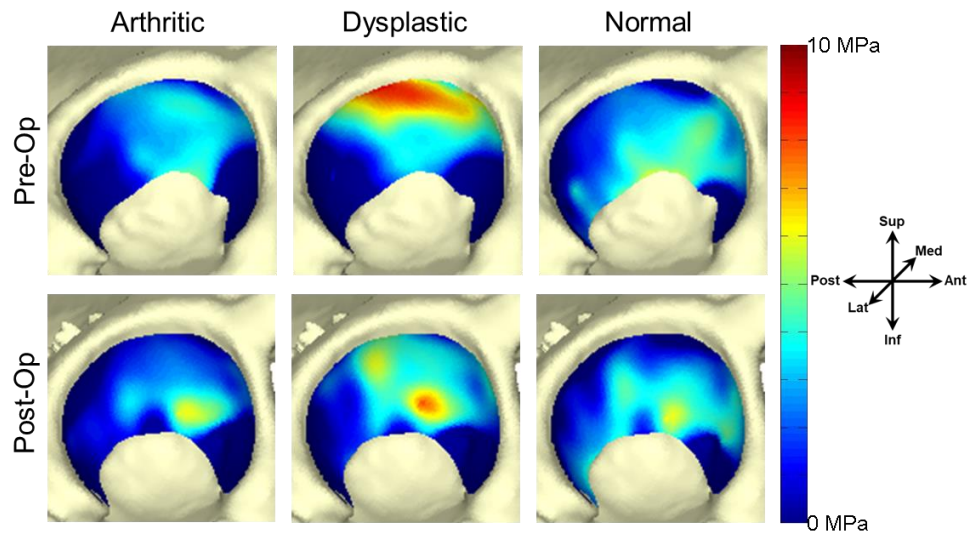 Arthritic Dysplastic Normal
Pre-Op
Post-Op
10 MPa
0 MPa
Sup
Med
Post Ant
Lat
Inf